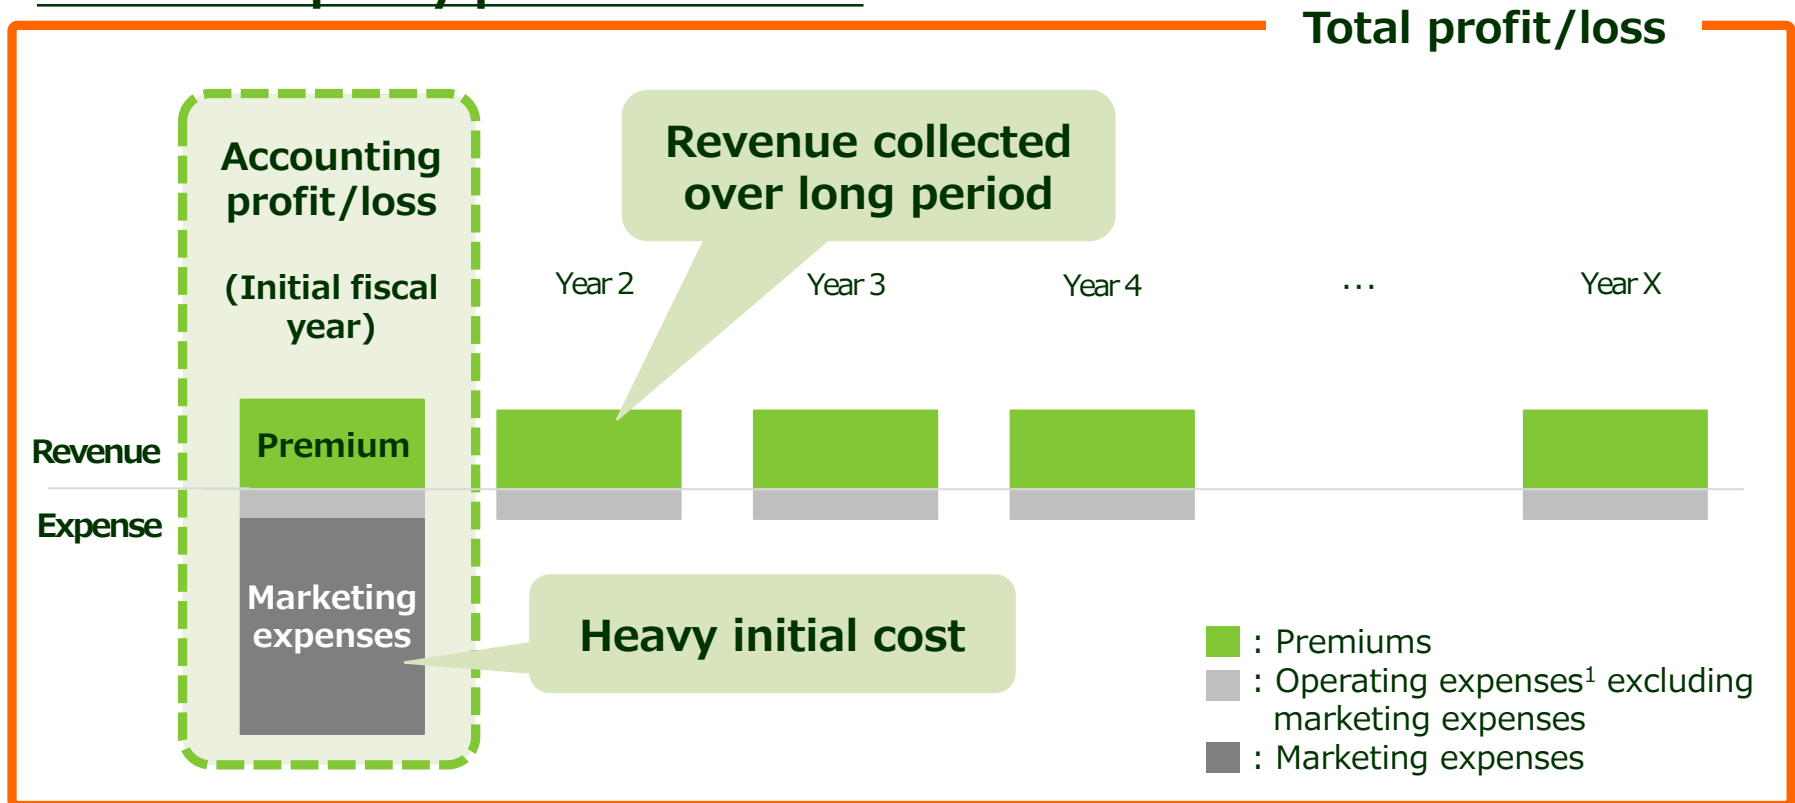 Total profit/loss
Accounting
profit/loss
(Initial fiscal
year)
Revenue collected
over long period
Year 2
Year 3
Year 4
…
Year X
Revenue
Premium
Expense
Marketing
expenses
Heavy initial cost
: Premiums
: Operating expenses¹ excluding
marketing expenses
: Marketing expenses